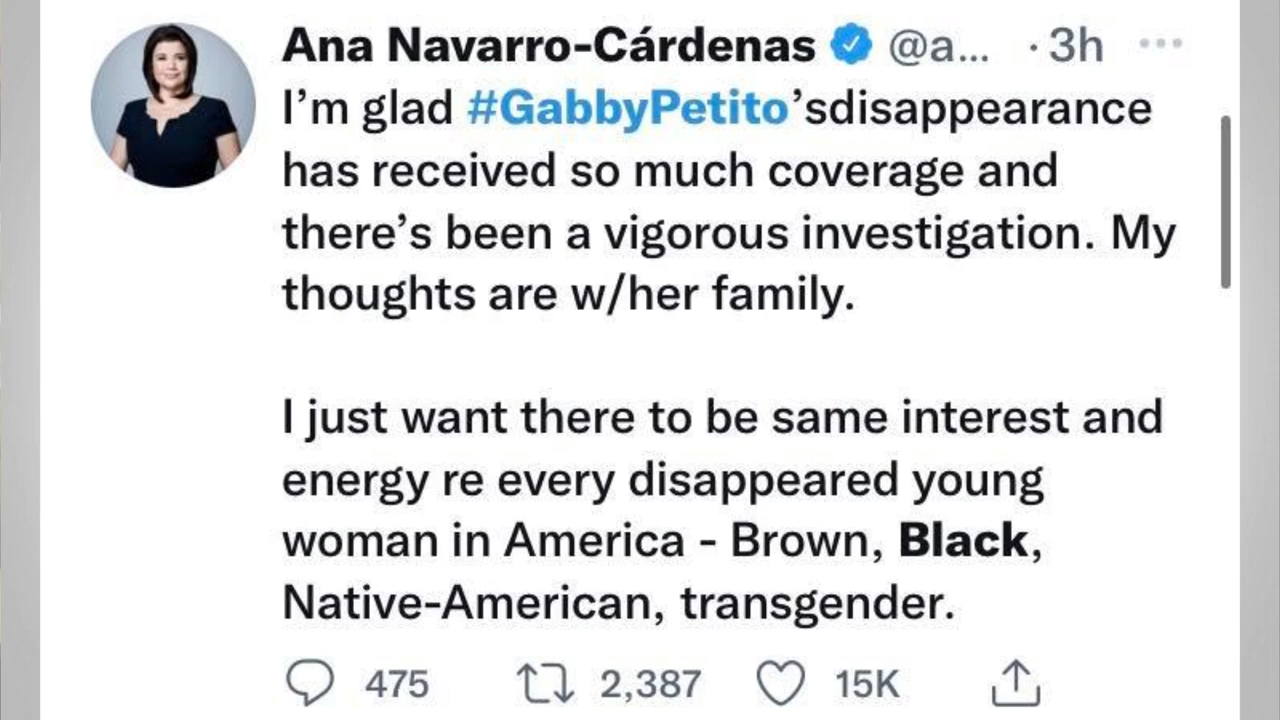 Ana Navarro-Cárdenas @a... · 3h ...
I'm glad #GabbyPetito'sdisappearance
has received so much coverage and
there's been a vigorous investigation. My
thoughts are w/her family.
I just want there to be same interest and
energy re every disappeared young
woman in America - Brown, Black,
Native-American, transgender.
475 2,387 15K